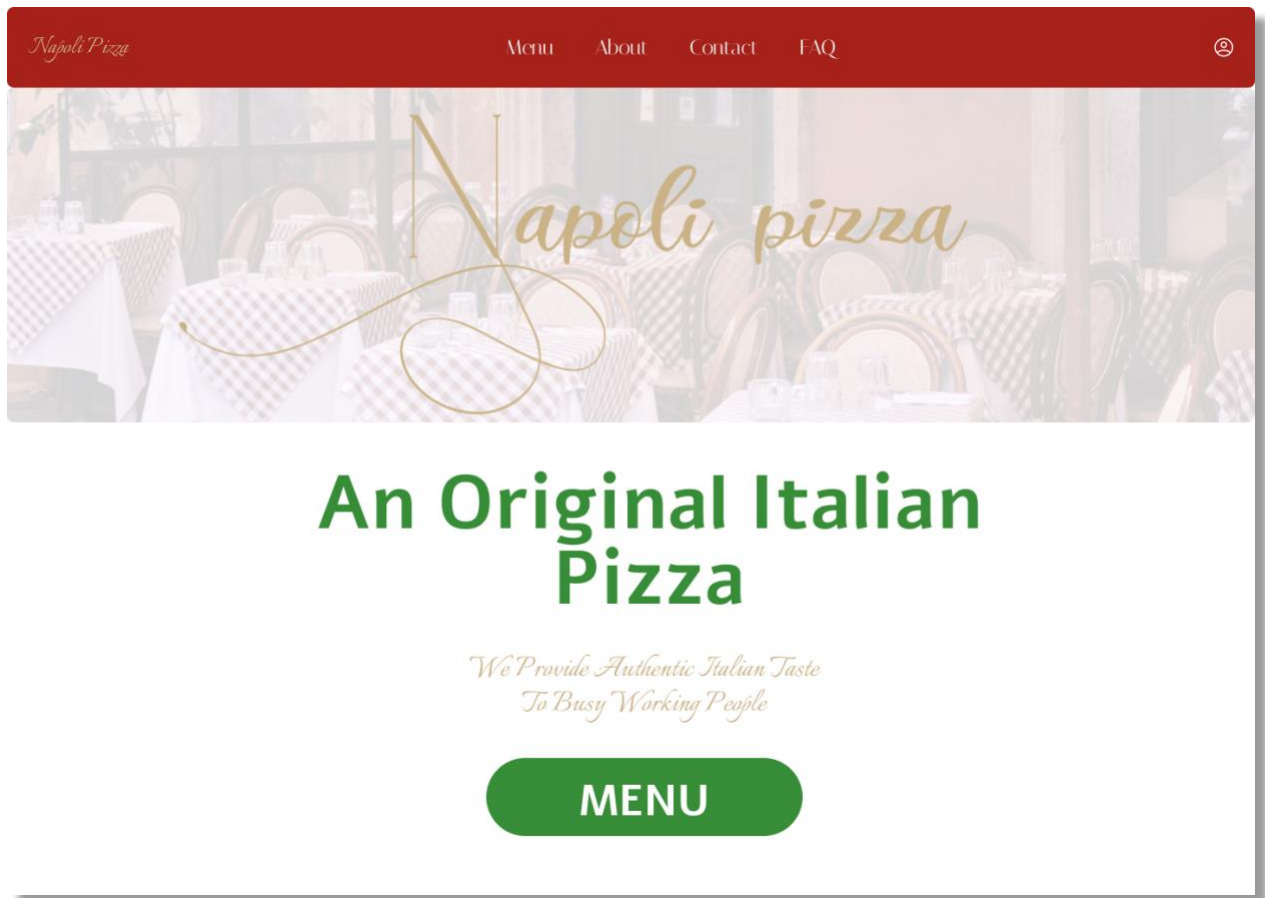 Napoli Pizza
Menu About Contact FAQ
Napoli pizza
An Original Italian
Pizza
We Provide Authentic Italian Taste
To Busy Working People
MENU